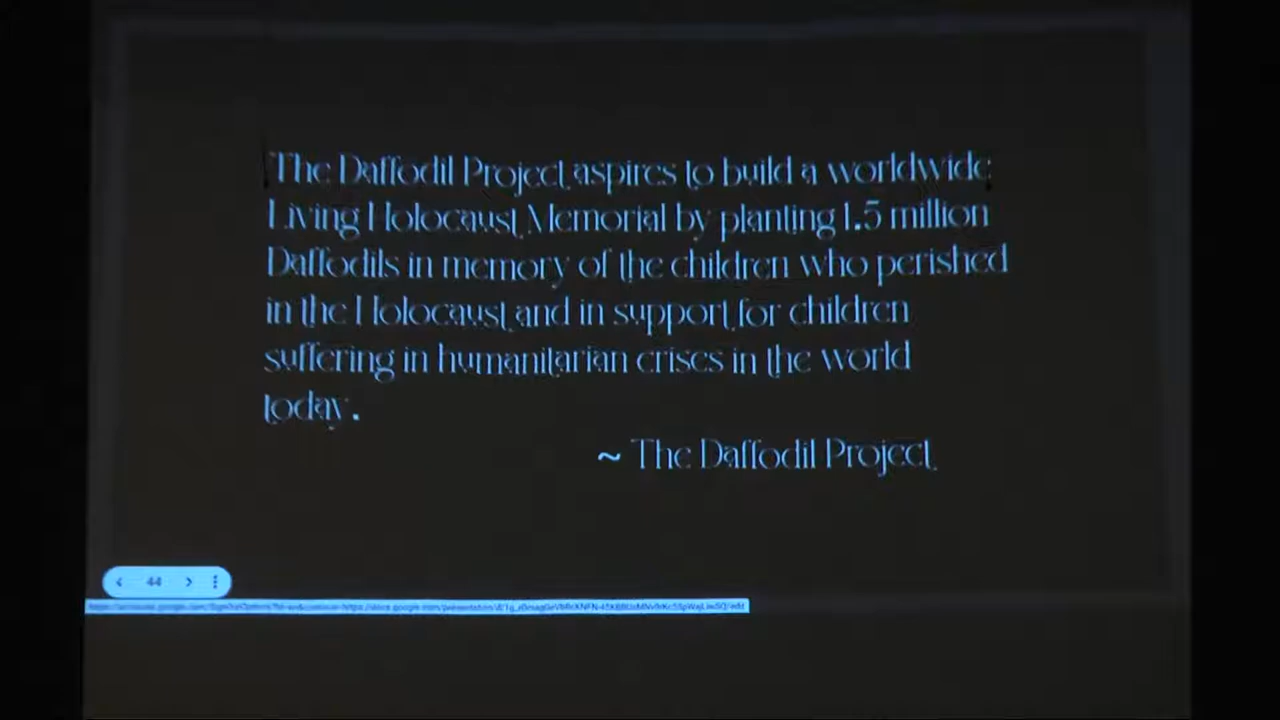 The Daffodil Project aspires to build a worldwide
Living Holocaust Memorial by planting 1.5 million
Daffodils in memory of the children who perished
in the Holocaust and in support for children
suffering in humanitarian crises in the world
today.
~ The Daffodil Project
44